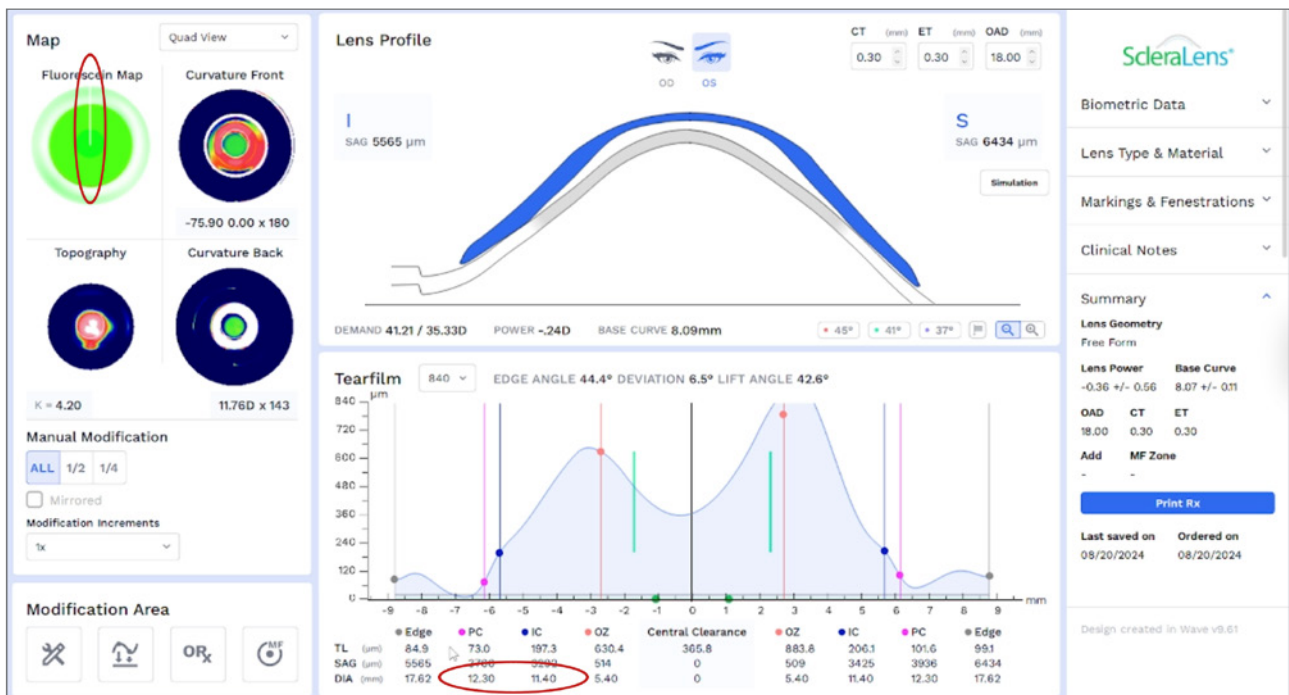 Map
Quad View
Fluorescein Map
Curvature Front
-75.90 0.00 x 180
Topography
Curvature Back
K = 4.20
11.76D x 143
Manual Modification
ALL 1/2 1/4
Mirrored
Modification Increments
1x
Modification Area
ORx
MF
Lens Profile
OD OS
CT (mm) ET (mm) OAD (mm)
0.30 0.30 18.00
I
SAG 5565 µm
S
SAG 6434 µm
Simulation
DEMAND 41.21 / 35.33D POWER -.24D BASE CURVE 8.09mm
45° 41° 37°
Tearfilm 840 EDGE ANGLE 44.4° DEVIATION 6.5° LIFT ANGLE 42.6°
µm
840
720
600
480
360
240
120
0
-9 -8 -7 -6 -5 -4 -3 -2 -1 0 1 2 3 4 5 6 7 8 9 mm
Edge PC IC OZ Central Clearance OZ IC PC Edge
TL (µm) 84.9 73.0 197.3 630.4 365.8 883.8 206.1 101.6 99.1
SAG (µm) 5565 514 0 509 3425 3936 6434
DIA (mm) 17.62 12.30 11.40 5.40 0 5.40 11.40 12.30 17.62
ScleraLens®
Biometric Data
Lens Type & Material
Markings & Fenestrations
Clinical Notes
Summary
Lens Geometry
Free Form
Lens Power Base Curve
-0.36 +/- 0.56 8.07 +/- 0.11
OAD CT ET
18.00 0.30 0.30
Add MF Zone
- -
Print Rx
Last saved on Ordered on
08/20/2024 08/20/2024
Design created in Wave v9.61